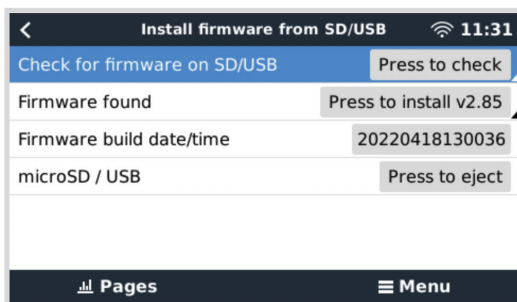 Install firmware from SD/USB 11:31
Check for firmware on SD/USB Press to check
Firmware found Press to install v2.85
Firmware build date/time 20220418130036
microSD / USB Press to eject
Pages Menu